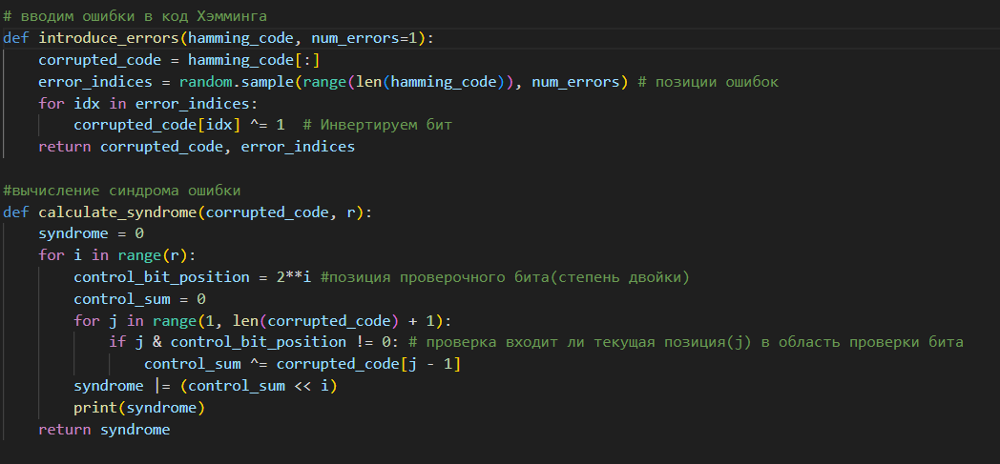 # вводим ошибки в код Хэмминга
def introduce_errors(hamming_code, num_errors=1):
    corrupted_code = hamming_code[:]
    error_indices = random.sample(range(len(hamming_code)), num_errors) # позиции ошибок
    for idx in error_indices:
        corrupted_code[idx] ^= 1  # Инвертируем бит
    return corrupted_code, error_indices

#вычисление синдрома ошибки
def calculate_syndrome(corrupted_code, r):
    syndrome = 0
    for i in range(r):
        control_bit_position = 2**i #позиция проверочного бита(степень двойки)
        control_sum = 0
        for j in range(1, len(corrupted_code) + 1):
            if j & control_bit_position != 0: # проверка входит ли текущая позиция(j) в область проверки бита
                control_sum ^= corrupted_code[j - 1]
        syndrome |= (control_sum << i)
        print(syndrome)
    return syndrome